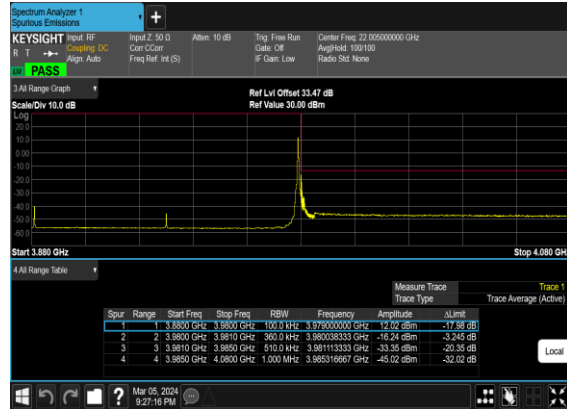 Spectrum Analyzer 1
Spurious Emissions
+
KEYSIGHT
R T
PASS
Input: RF
Coupling: DC
Align: Auto
Input Z: 50 Ω
Corr CCorr
Freq Ref: Int (S)
Atten: 10 dB
Trig: Free Run
Gate: Off
IF Gain: Low
Center Freq: 22.005000000 GHz
Avg|Hold: 100/100
Radio Std: None
3 All Range Graph
Scale/Div 10.0 dB
Ref Lvl Offset 33.47 dB
Ref Value 30.00 dBm
Log
20.0
10.0
0.00
-10.0
-20.0
-30.0
-40.0
-50.0
-60.0
Start 3.880 GHz
Stop 4.080 GH
4 All Range Table
Measure Trace Trace 1
Trace Type Trace Average (Active)
Spur Range Start Freq Stop Freq RBW Frequency Amplitude ΔLimit
1 1 3.8800 GHz 3.9800 GHz 100.0 kHz 3.979000000 GHz 12.02 dBm -17.98 dB
2 2 3.9800 GHz 3.9810 GHz 360.0 kHz 3.980038333 GHz -16.24 dBm -3.245 dB
3 3 3.9810 GHz 3.9850 GHz 510.0 kHz 3.981113333 GHz -33.35 dBm -20.35 dB
4 4 3.9850 GHz 4.0800 GHz 1.000 MHz 3.985316667 GHz -45.02 dBm -32.02 dB
Local
?
Mar 05, 2024
9:27:16 PM